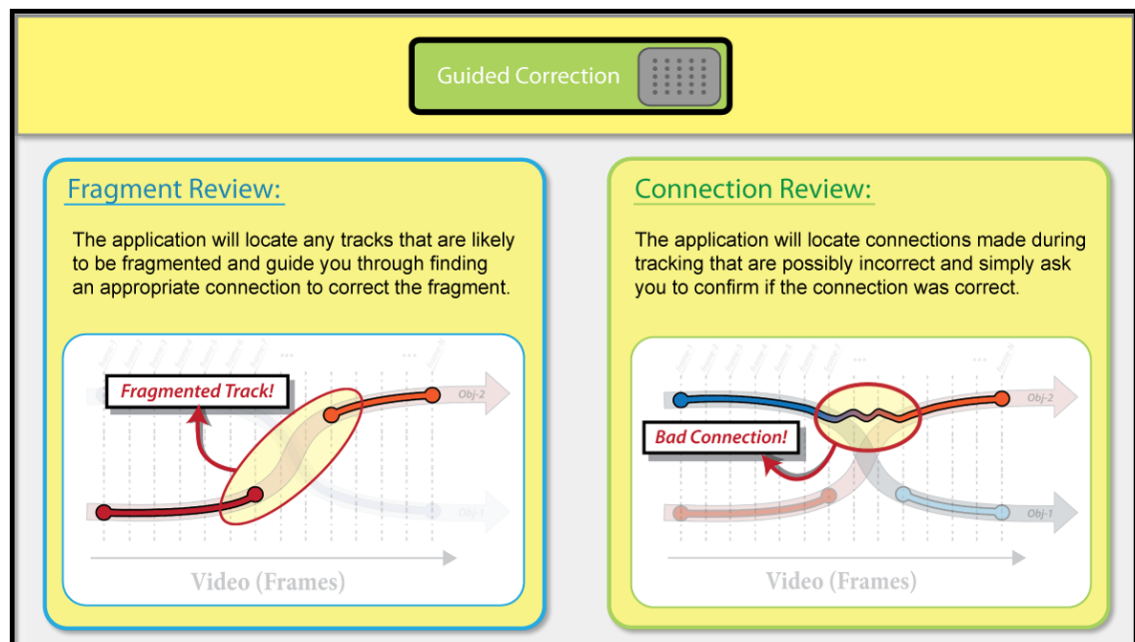 Guided Correction
Fragment Review:
The application will locate any tracks that are likely
to be fragmented and guide you through finding
an appropriate connection to correct the fragment.
...
...
Fragmented Track!
Obj-2
Obj-1
Video (Frames)
Connection Review:
The application will locate connections made during
tracking that are possibly incorrect and simply ask
you to confirm if the connection was correct.
...
...
Obj-2
Bad Connection!
Obj-1
Video (Frames)